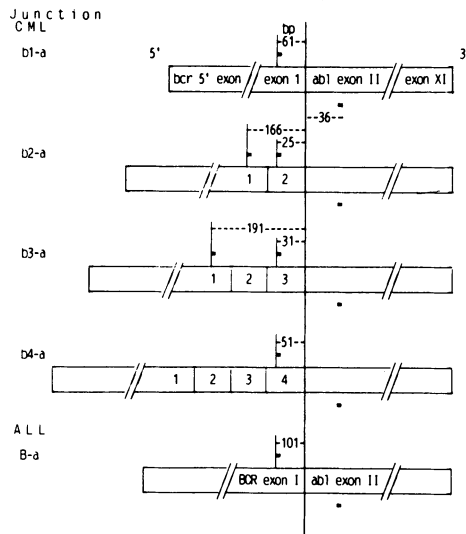 Junction
CML
bp
b1-a
61
5'
3
bcr 5' exon
exon 1
abl exon II
exon XI
36
166
25
b2-a
1
2
191
31
b3-a
1
2
3
51
b4-a
1
2
3
4
ALL
B-a
101
BCR exon I
abl exon II